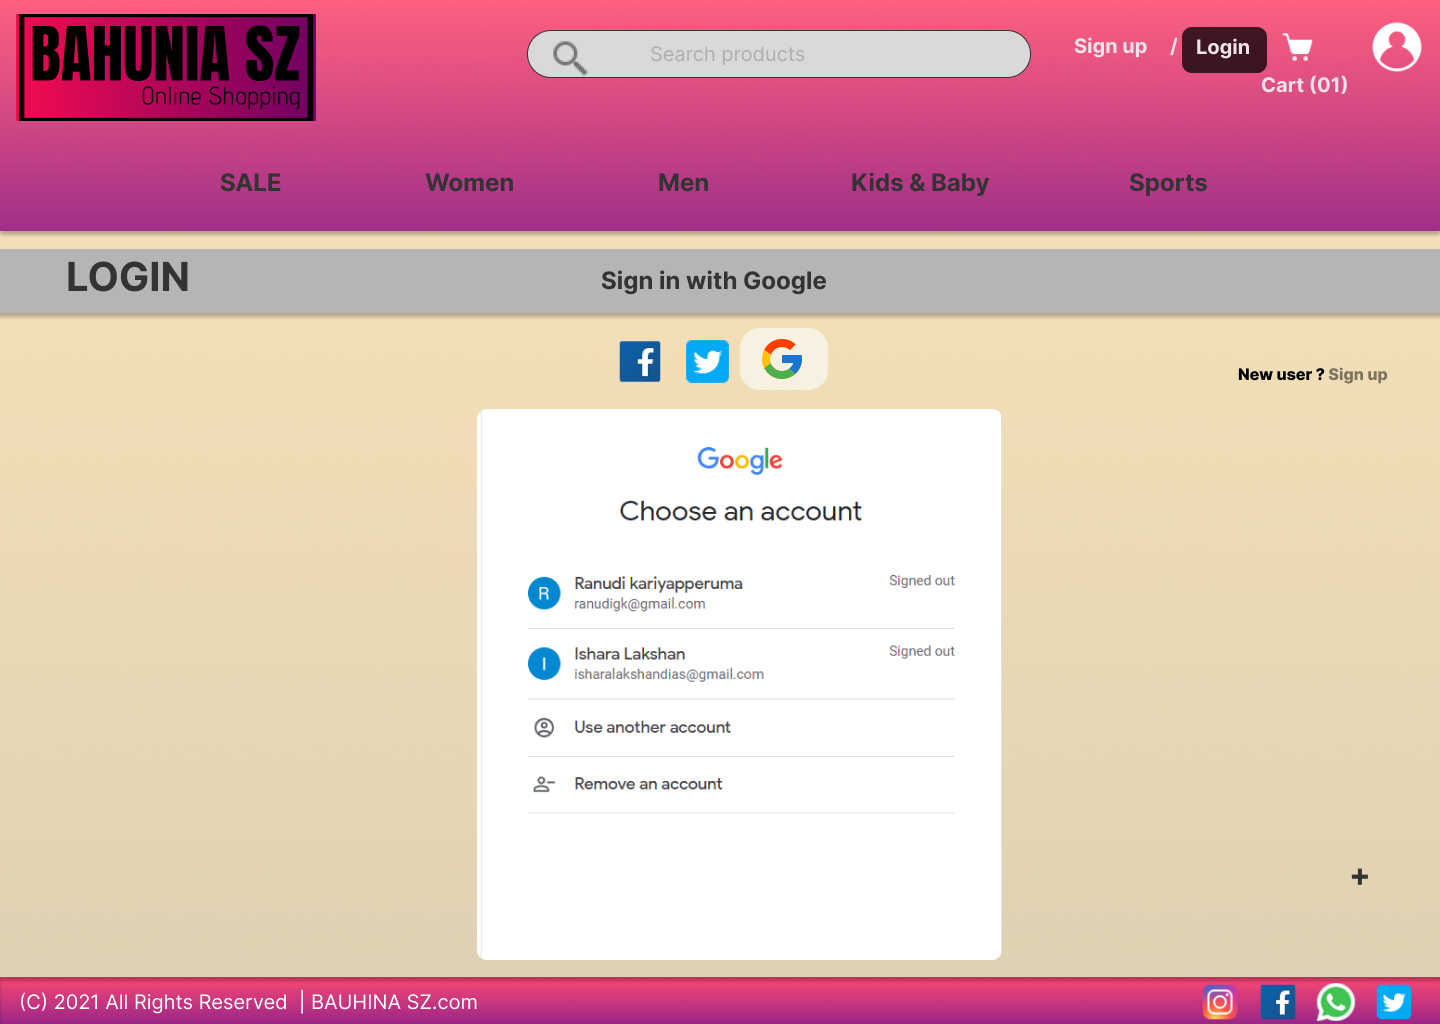 BAHUNIA SZ
Online Shopping
Search products
Sign up / Login
Cart (01)
SALE Women Men Kids & Baby Sports
LOGIN
Sign in with Google
New user ? Sign up
Google
Choose an account
R Ranudi kariyapperuma Signed out
ranudigk@gmail.com
I Ishara Lakshan Signed out
isharalakshandias@gmail.com
Use another account
Remove an account
+
(C) 2021 All Rights Reserved | BAUHINA SZ.com